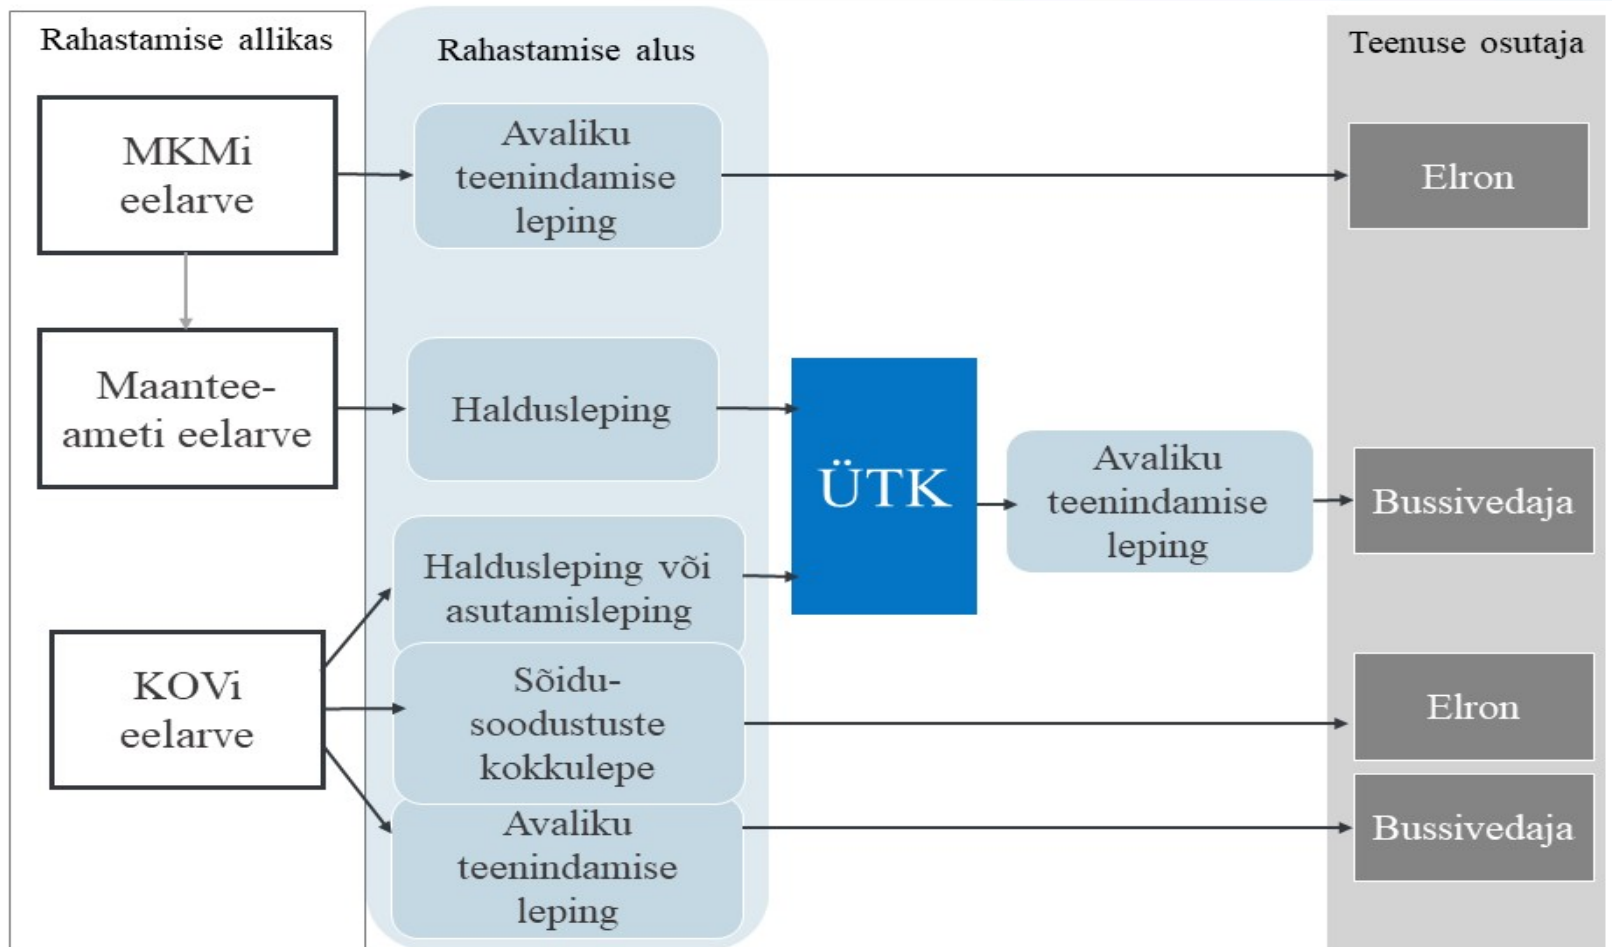 Rahastamise allikas
Rahastamise alus
Teenuse osutaja
MKMi
eelarve
Avaliku
teenindamise
leping
Elron
Maantee-
ameti eelarve
Haldusleping
ÜTK
Avaliku
teenindamise
leping
Bussivedaja
Haldusleping või
asutamisleping
KOVi
eelarve
Sõidu-
soodustuste
kokkulepe
Elron
Avaliku
teenindamise
leping
Bussivedaja